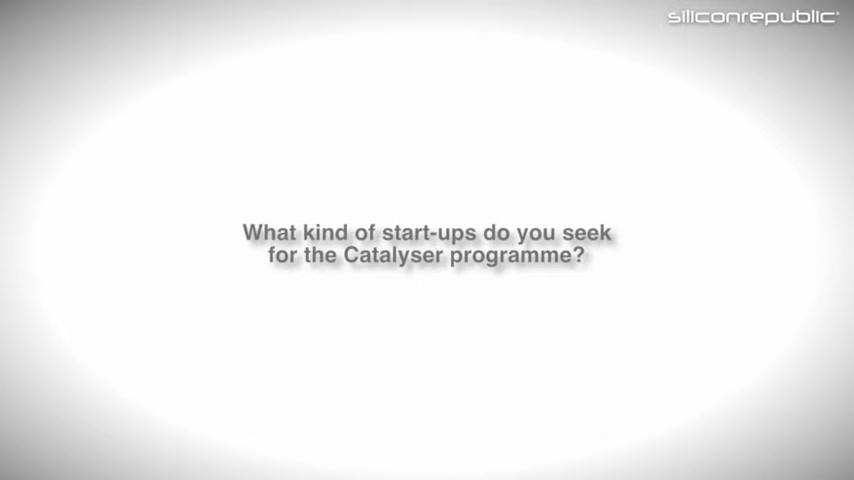 siliconrepublic
What kind of start-ups do you seek
for the Catalyser programme?